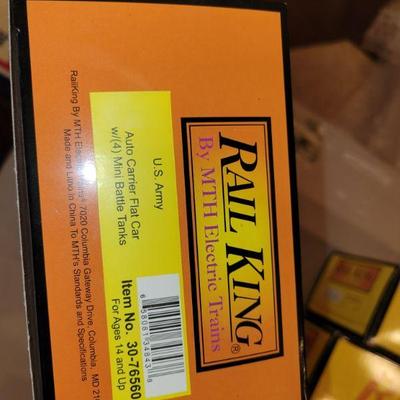 RAIL KING®
By MTH Electric Trains
U.S. Army
Auto Carrier Flat Car
w/(4) Mini Battle Tanks
Item No. 30-76560
For Ages 14 and Up
RailKing By MTH Electric 7020 Columbia Gateway Drive, Columbia, MD
Made and Lino in China To MTH's Standards and Specifications